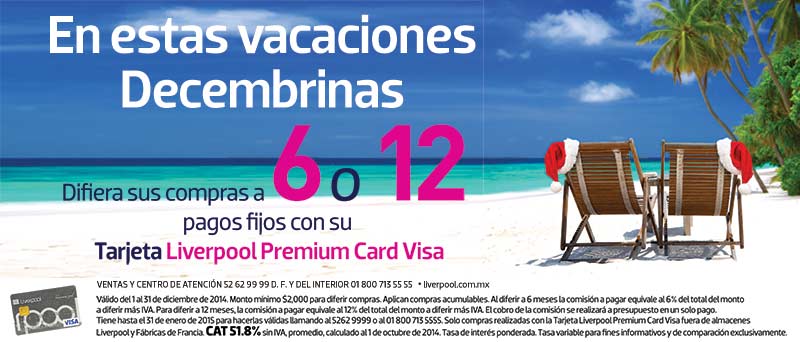 En estas vacaciones
Decembrinas
Difiera sus compras a 6 o 12
pagos fijos con su
Tarjeta Liverpool Premium Card Visa
VENTAS Y CENTRO DE ATENCIÓN 52 62 99 99 D. F. Y DEL INTERIOR 01 800 713 55 55 • liverpool.com.mx
Válido del 1 al 31 de diciembre de 2014. Monto mínimo $2,000 para diferir compras. Aplican compras acumulables. Al diferir a 6 meses la comisión a pagar equivale al 6% del total del monto
a diferir más IVA. Para diferir a 12 meses, la comisión a pagar equivale al 12% del total del monto a diferir más IVA. El cobro de la comisión se realizará a presupuesto en un solo pago.
Tiene hasta el 31 de enero de 2015 para hacerlas válidas llamando al 5262 9999 o al 01 800 713 5555. Solo compras realizadas con la Tarjeta Liverpool Premium Card Visa fuera de almacenes
Liverpool y Fábricas de Francia. CAT 51.8% sin IVA, promedio, calculado al 1 de octubre de 2014. Tasa de interés ponderada. Tasa variable para fines informativos y de comparación exclusivamente.
Liverpool
VISA